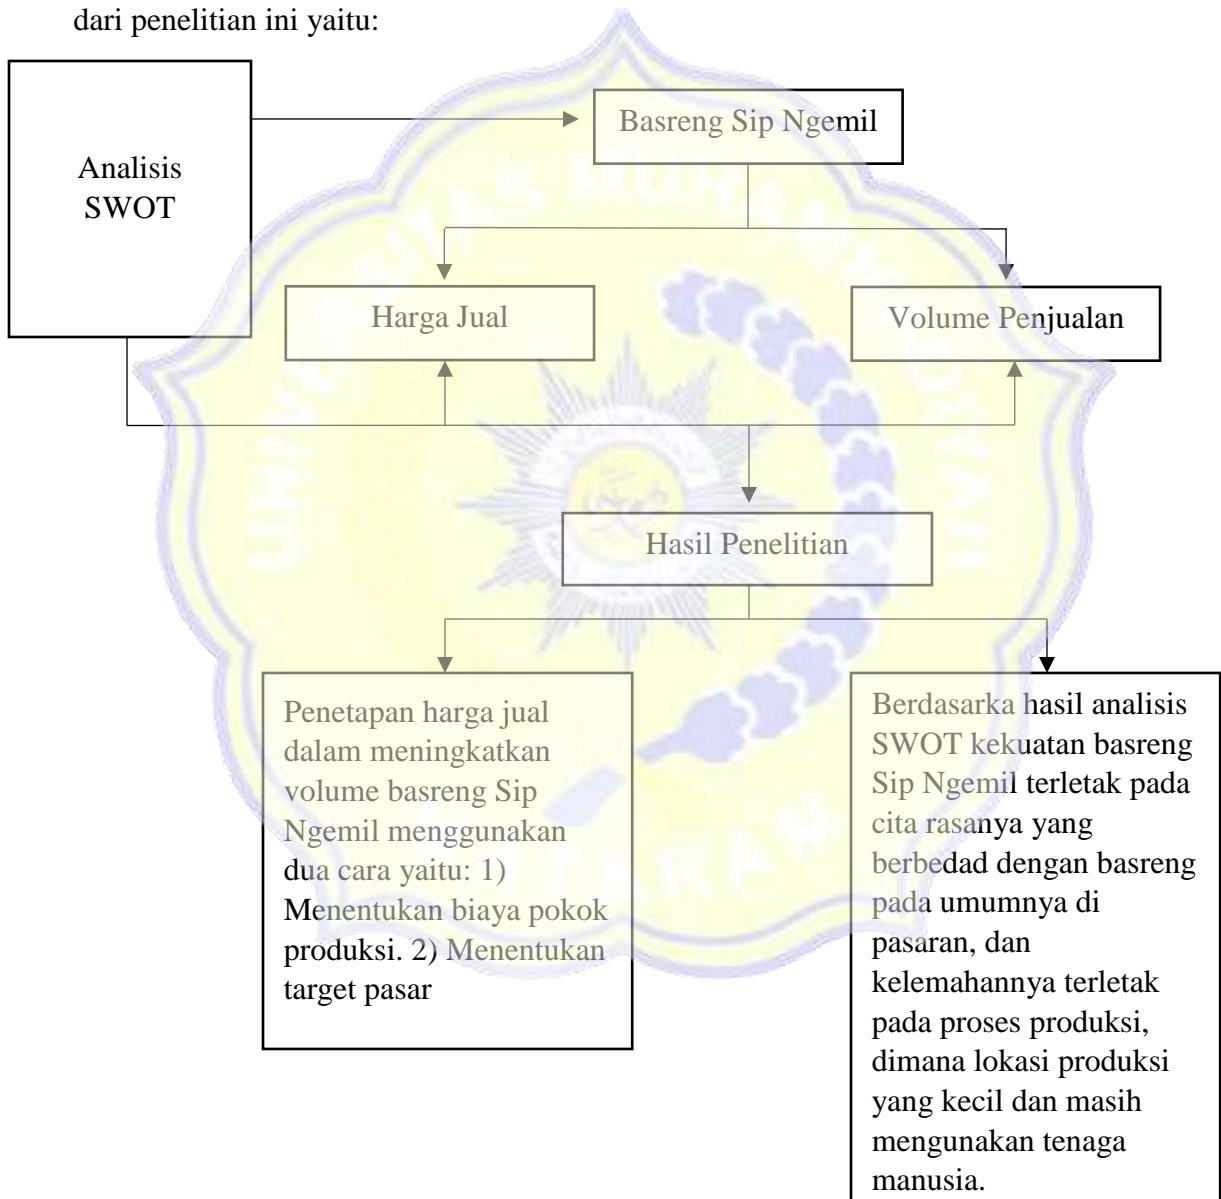 dari penelitian ini yaitu:
Basreng Sip Ngemil
Analisis
SWOT
Harga Jual
Volume Penjualan
Hasil Penelitian
Penetapan harga jual
dalam meningkatkan
volume basreng Sip
Ngemil menggunakan
dua cara yaitu: 1)
Menentukan biaya pokok
produksi. 2) Menentukan
target pasar
Berdasarka hasil analisis
SWOT kekuatan basreng
Sip Ngemil terletak pada
cita rasanya yang
berbedad dengan basreng
pada umumnya di
pasaran, dan
kelemahannya terletak
pada proses produksi,
dimana lokasi produksi
yang kecil dan masih
mengunakan tenaga
manusia.
UNIVERSITAS MUHAMMADIYAH
MATARAM